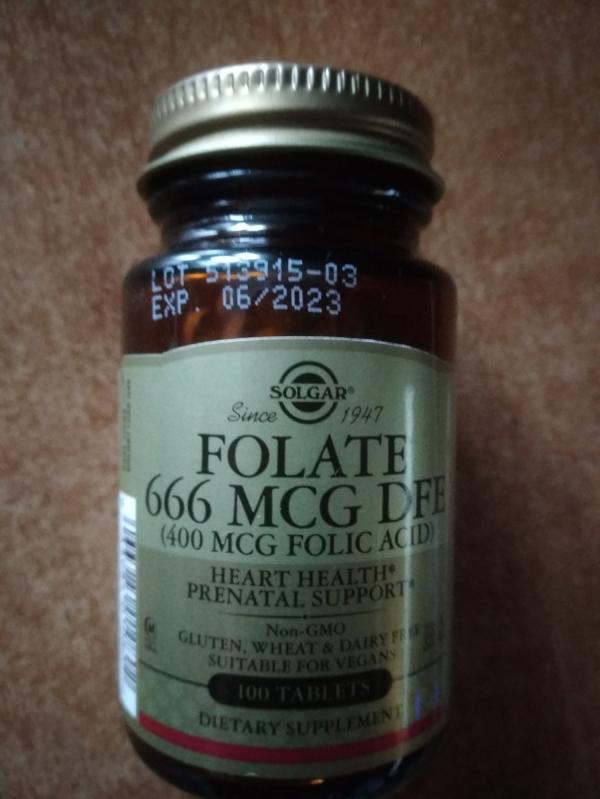 LOT 513915-03
EXP. 06/2023
SOLGAR®
Since 1947
FOLATE
666 MCG DFE
(400 MCG FOLIC ACID)
HEART HEALTH*
PRENATAL SUPPORT*
Non-GMO
GLUTEN, WHEAT & DAIRY FREE
SUITABLE FOR VEGANS
100 TABLETS
DIETARY SUPPLEMENT